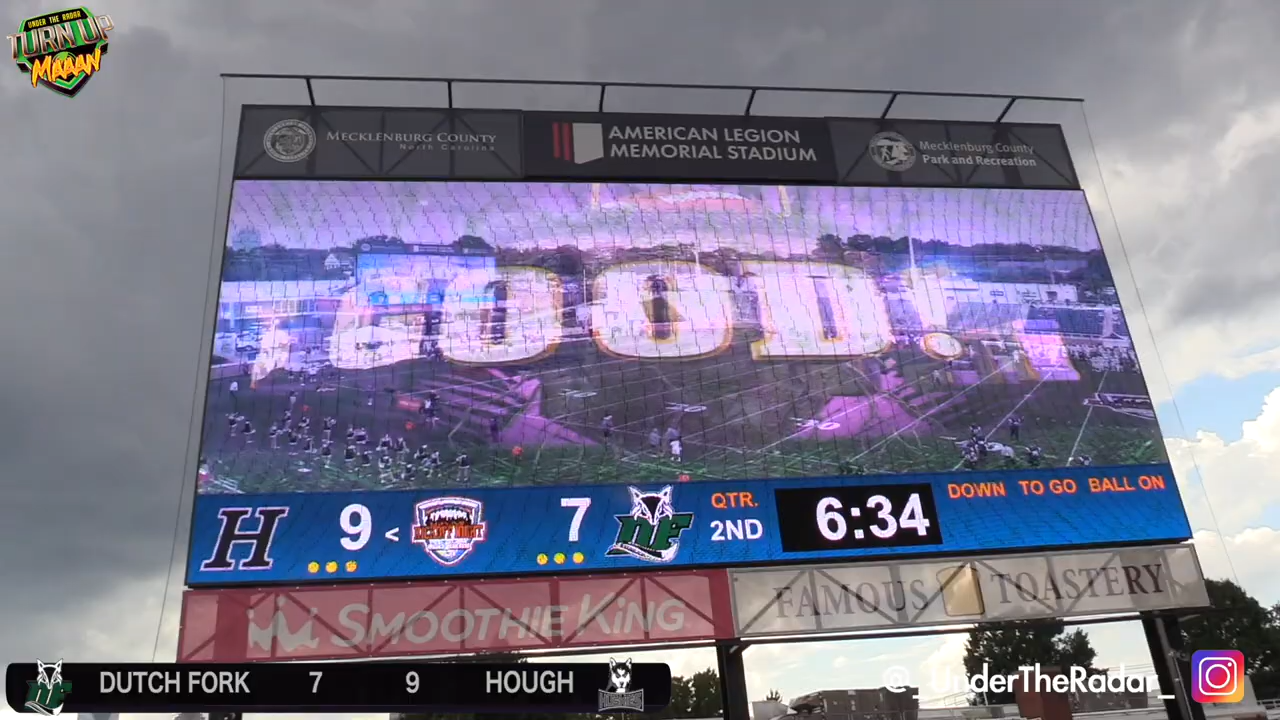 UNDER THE RADAR
TURN UP
MAAAN
MECKLENBURG COUNTY
North Carolina
AMERICAN LEGION
MEMORIAL STADIUM
Mecklenburg County
Park and Recreation
GOOD!
H 9 < 7 DF QTR. 2ND 6:34 DOWN TO GO BALL ON
SMOOTHIE KING
FAMOUS TOASTERY
DF DUTCH FORK 7 9 HOUGH
@_UnderTheRadar_